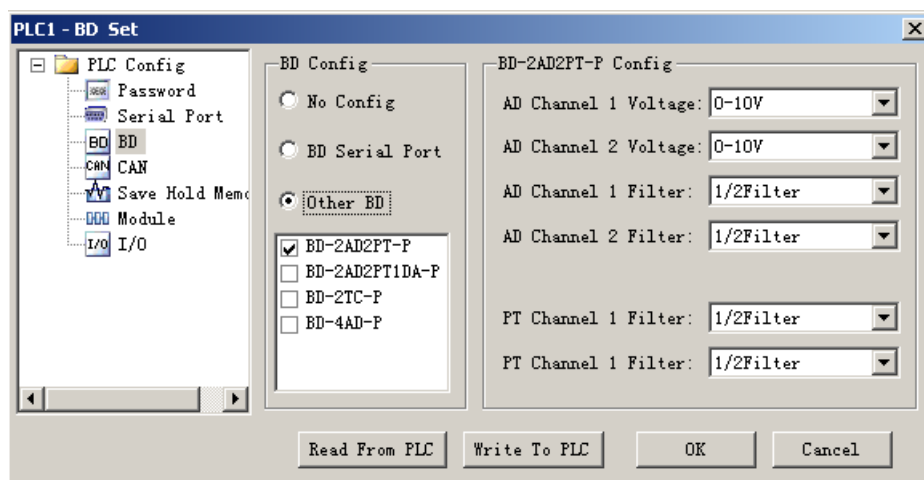 PLC1 - BD Set
PLC Config
Password
Serial Port
BD BD
CAN CAN
Save Hold Memo
Module
I/O I/O
BD Config
No Config
BD Serial Port
Other BD
BD-2AD2PT-P
BD-2AD2PT1DA-P
BD-2TC-P
BD-4AD-P
BD-2AD2PT-P Config
AD Channel 1 Voltage: 0-10V
AD Channel 2 Voltage: 0-10V
AD Channel 1 Filter: 1/2Filter
AD Channel 2 Filter: 1/2Filter
PT Channel 1 Filter: 1/2Filter
PT Channel 1 Filter: 1/2Filter
Read From PLC Write To PLC OK Cancel